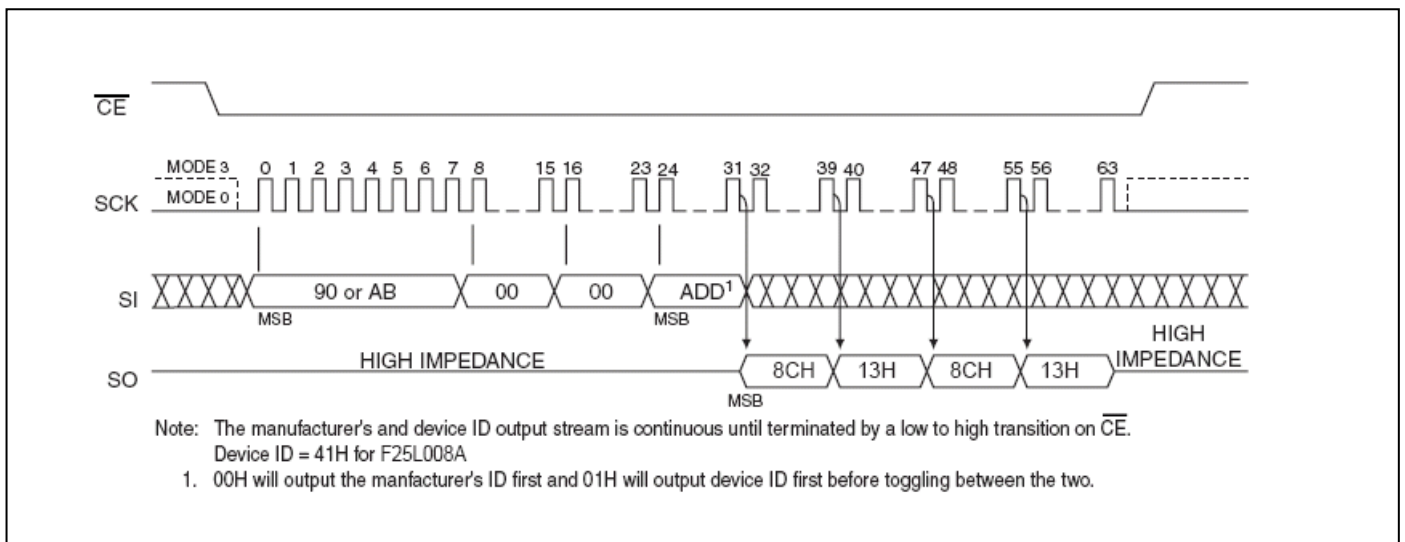 CE
MODE 3 0 1 2 3 4 5 6 7 8 15 16 23 24 31 32 39 40 47 48 55 56 63
SCK MODE 0
SI 90 or AB 00 00 ADD1
MSB MSB
HIGH IMPEDANCE HIGH IMPEDANCE
SO 8CH 13H 8CH 13H
MSB
Note: The manufacturer's and device ID output stream is continuous until terminated by a low to high transition on CE.
Device ID = 41H for F25L008A
1. 00H will output the manfacturer's ID first and 01H will output device ID first before toggling between the two.